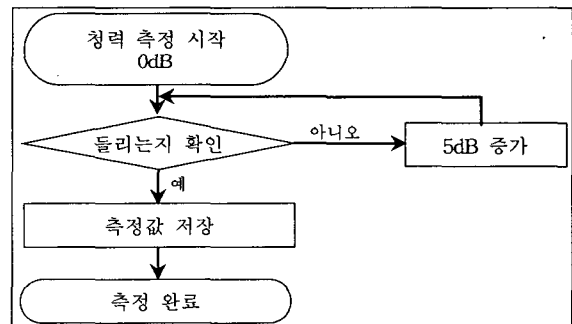 청력 측정 시작
0dB
들리는지 확인
아니오
5dB 증가
예
측정값 저장
측정 완료